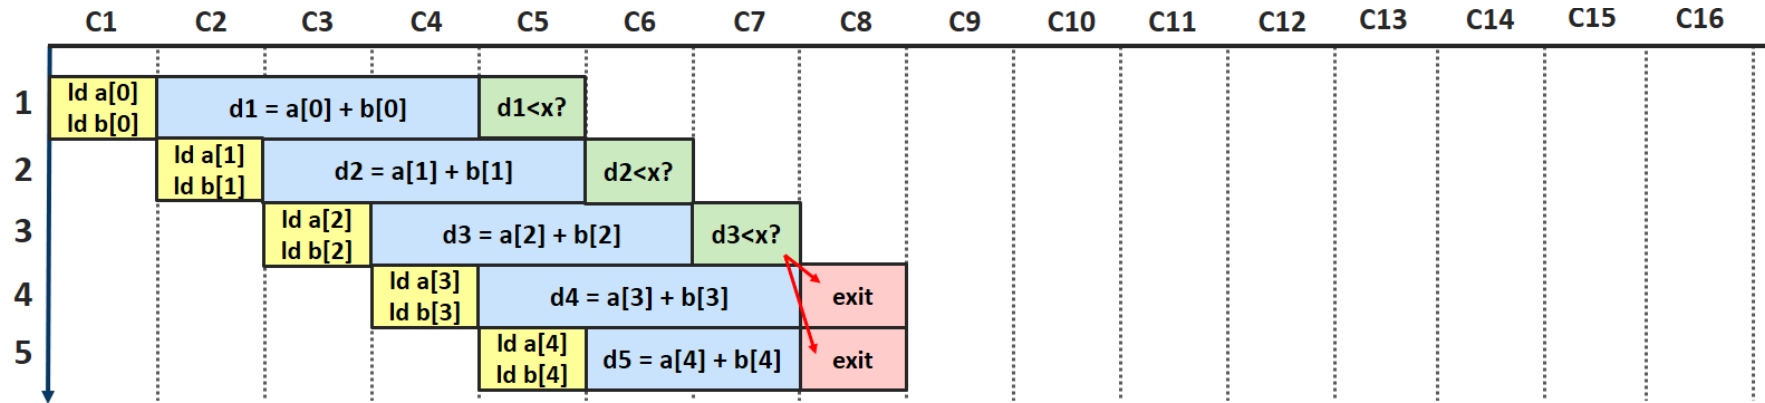 C1 C2 C3 C4 C5 C6 C7 C8 C9 C10 C11 C12 C13 C14 C15 C16
1
ld a[0]
ld b[0]
d1 = a[0] + b[0]
d1<x?
2
ld a[1]
ld b[1]
d2 = a[1] + b[1]
d2<x?
3
ld a[2]
ld b[2]
d3 = a[2] + b[2]
d3<x?
4
ld a[3]
ld b[3]
d4 = a[3] + b[3]
exit
5
ld a[4]
ld b[4]
d5 = a[4] + b[4]
exit